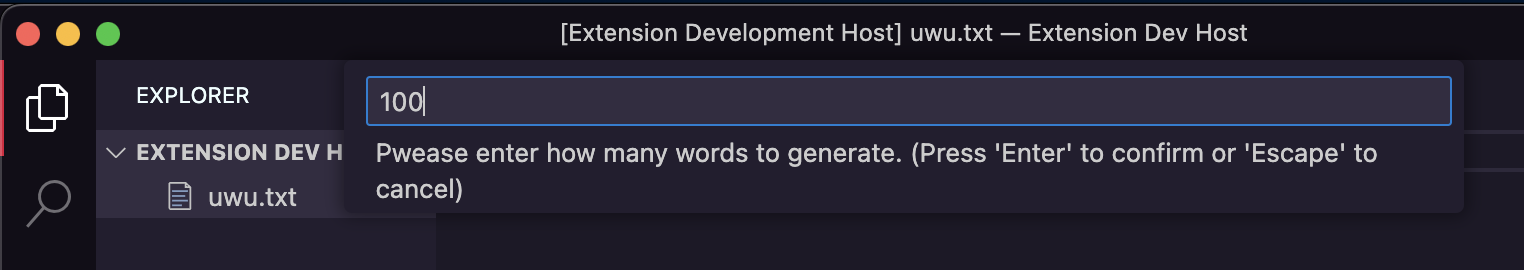 [Extension Development Host] uwu.txt — Extension Dev Host
EXPLORER
100
EXTENSION DEV H
Pwease enter how many words to generate. (Press 'Enter' to confirm or 'Escape' to
cancel)
uwu.txt